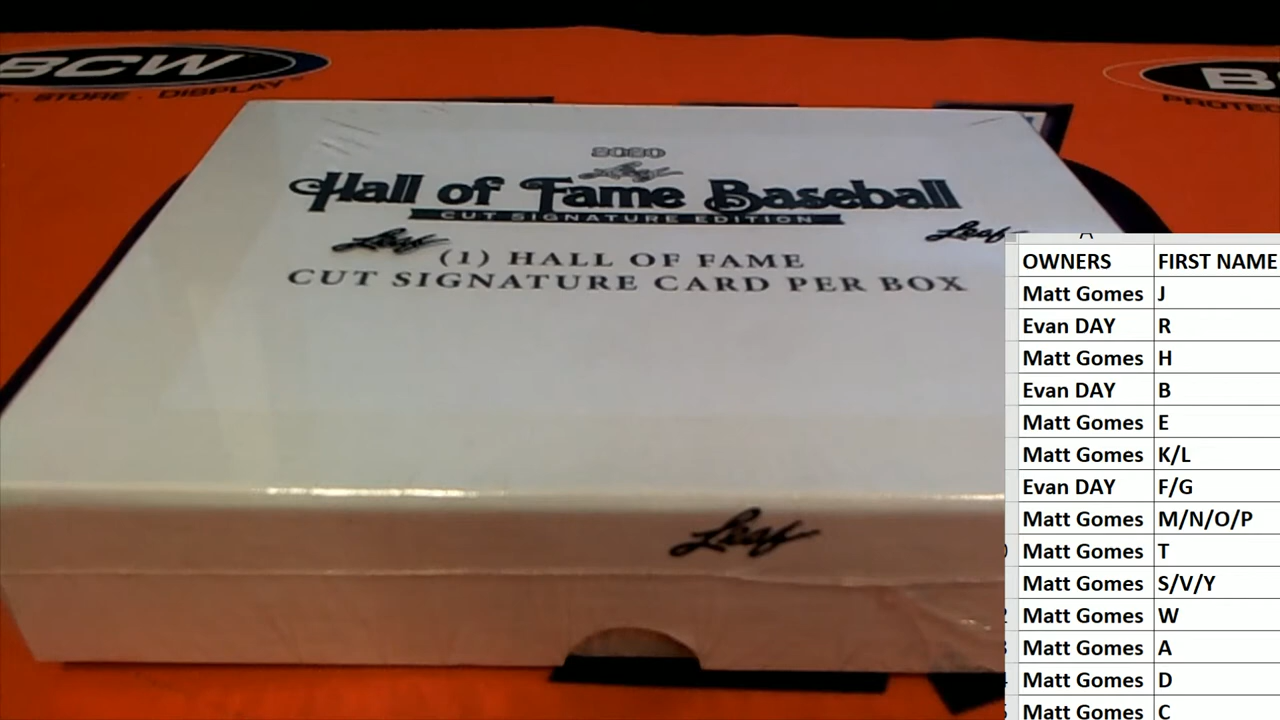 BCW
T . STORE . DISPLAY
B
PROTEC
2020
Leaf
Hall of Fame Baseball
CUT SIGNATURE EDITION
Leaf
Leaf
(1) HALL OF FAME
CUT SIGNATURE CARD PER BOX
Leaf
A
OWNERS FIRST NAME
Matt Gomes J
Evan DAY R
Matt Gomes H
Evan DAY B
Matt Gomes E
Matt Gomes K/L
Evan DAY F/G
Matt Gomes M/N/O/P
Matt Gomes T
Matt Gomes S/V/Y
Matt Gomes W
Matt Gomes A
Matt Gomes D
Matt Gomes C